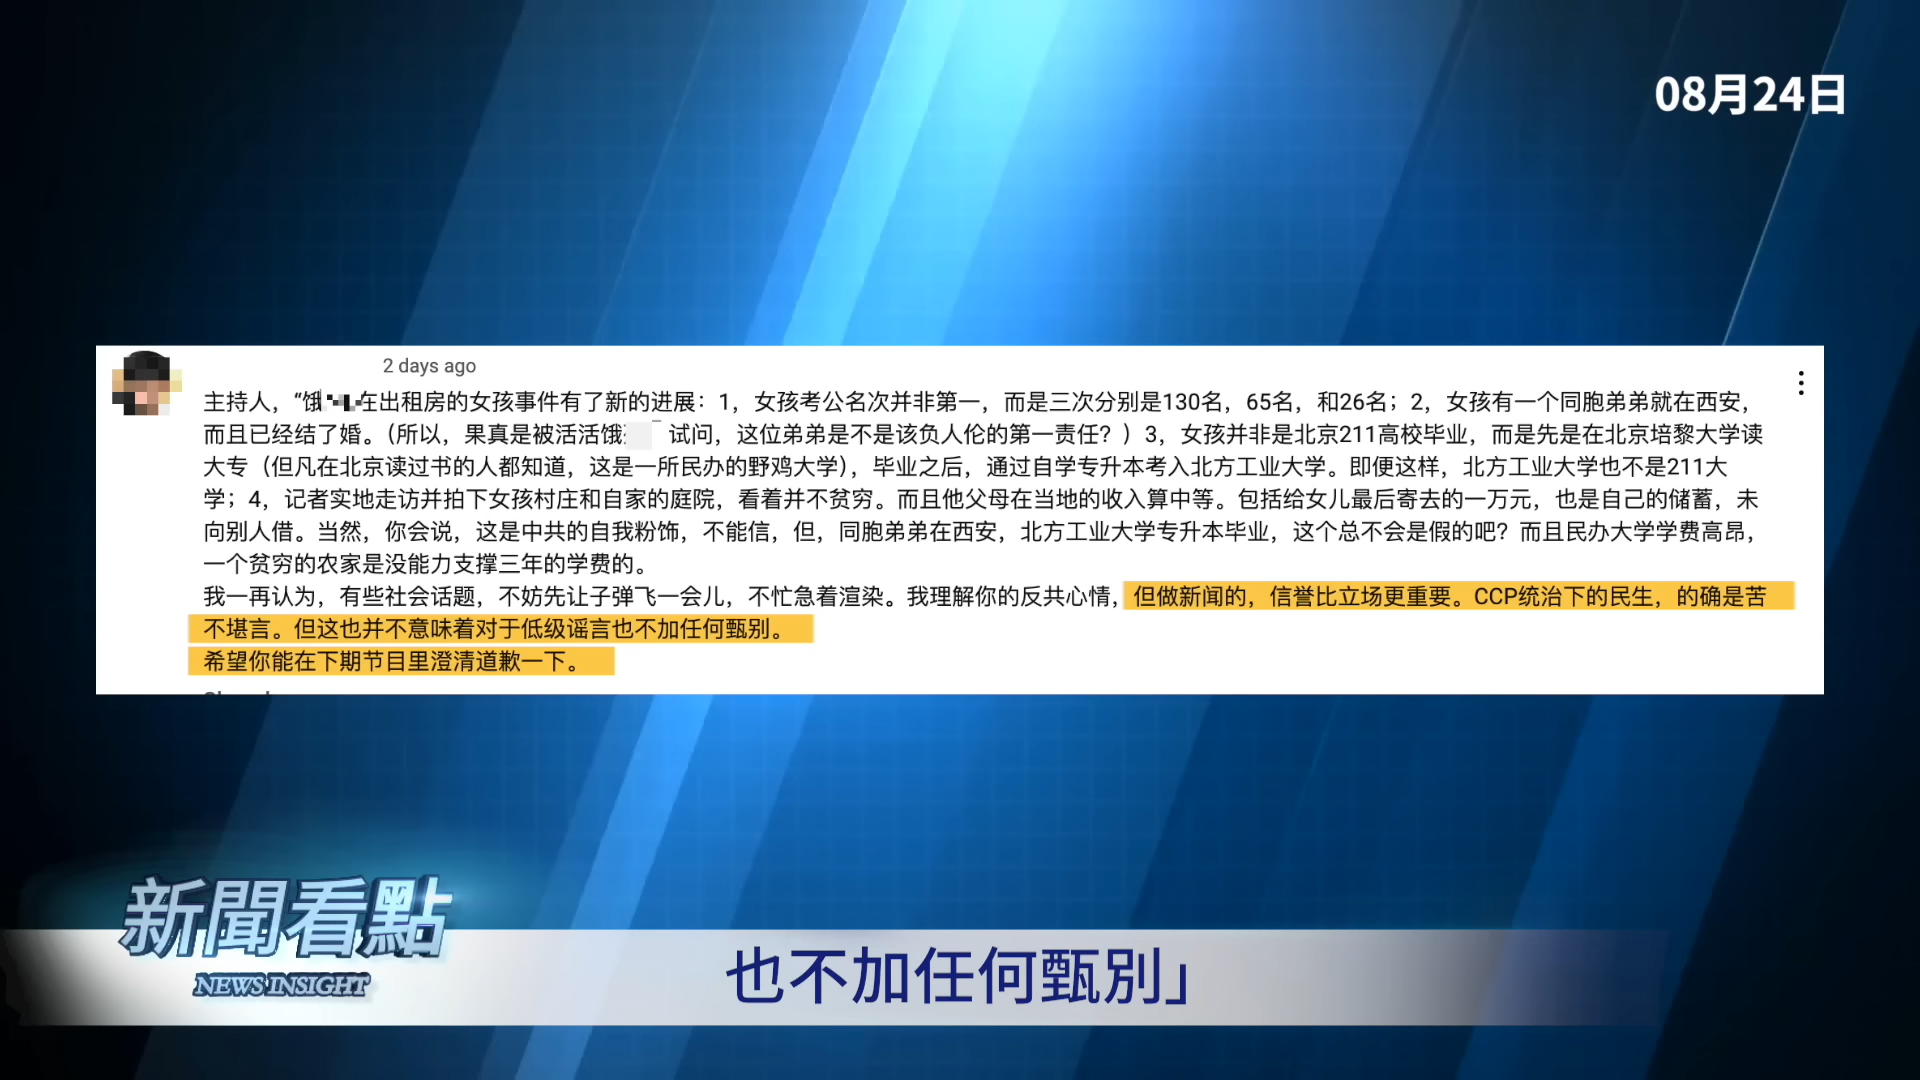 08月24日
2 days ago
主持人，“饿 在出租房的女孩事件有了新的进展：1，女孩考公名次并非第一，而是三次分别是130名，65名，和26名；2，女孩有一个同胞弟弟就在西安，
而且已经结了婚。（所以，果真是被活活饿 试问，这位弟弟是不是该负人伦的第一责任？）3，女孩并非是北京211高校毕业，而是先是在北京培黎大学读
大专（但凡在北京读过书的人都知道，这是一所民办的野鸡大学），毕业之后，通过自学专升本考入北方工业大学。即便这样，北方工业大学也不是211大
学；4，记者实地走访并拍下女孩村庄和自家的庭院，看着并不贫穷。而且他父母在当地的收入算中等。包括给女儿最后寄去的一万元，也是自己的储蓄，未
向别人借。当然，你会说，这是中共的自我粉饰，不能信，但，同胞弟弟在西安，北方工业大学专升本毕业，这个总不会是假的吧？而且民办大学学费高昂，
一个贫穷的农家是没能力支撑三年的学费的。
我一再认为，有些社会话题，不妨先让子弹飞一会儿，不忙急着渲染。我理解你的反共心情，但做新闻的，信誉比立场更重要。CCP统治下的民生，的确是苦
不堪言。但这也并不意味着对于低级谣言也不加任何甄别。
希望你能在下期节目里澄清道歉一下。
新聞看點
NEWS INSIGHT
也不加任何甄別」